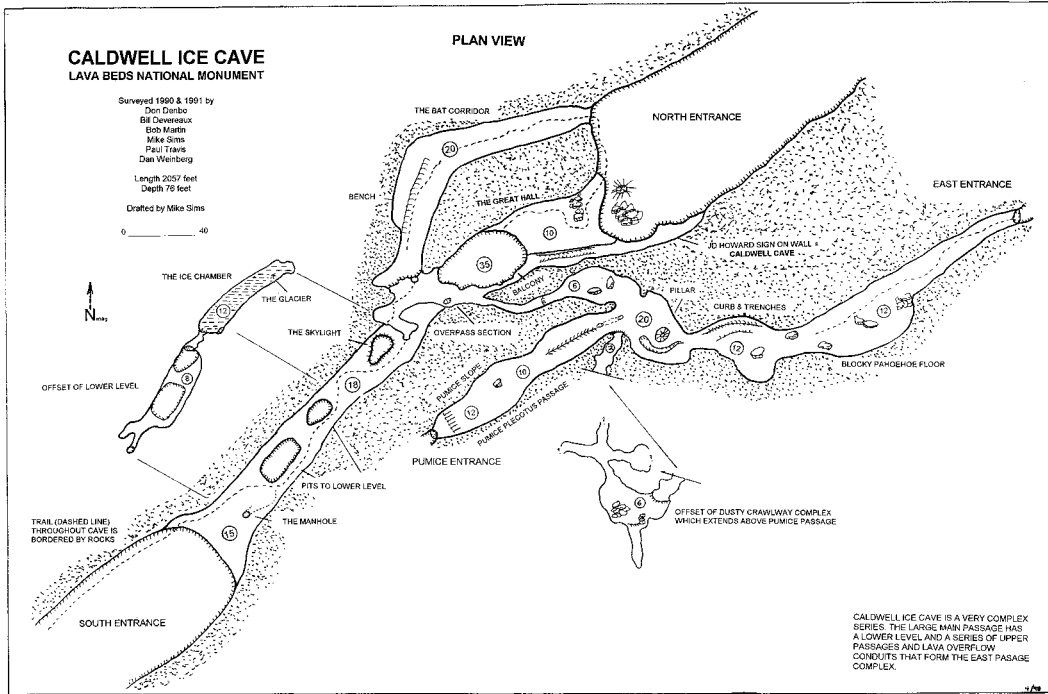 PLAN VIEW
CALDWELL ICE CAVE
LAVA BEDS NATIONAL MONUMENT
Surveyed 1990 & 1991 by
Don Denbo
Bill Devereaux
Bob Martin
Mike Sims
Paul Travis
Dan Weinberg
Length 2057 feet
Depth 76 feet
Drafted by Mike Sims
0 40
N mag
THE BAT CORRIDOR
20
BENCH
NORTH ENTRANCE
EAST ENTRANCE
THE GREAT HALL
10
35
JD HOWARD SIGN ON WALL =
CALDWELL CAVE
BALCONY
6
PILLAR
20
CURB & TRENCHES
12
12
BLOCKY PAHOEHOE FLOOR
THE ICE CHAMBER
THE GLACIER
12
8
OFFSET OF LOWER LEVEL
THE SKYLIGHT
OVERPASS SECTION
18
PUMICE SLOPE
10
12
PUMICE PLECOTUS PASSAGE
PUMICE ENTRANCE
6
OFFSET OF DUSTY CRAWLWAY COMPLEX
WHICH EXTENDS ABOVE PUMICE PASSAGE
PITS TO LOWER LEVEL
THE MANHOLE
15
TRAIL (DASHED LINE)
THROUGHOUT CAVE IS
BORDERED BY ROCKS
SOUTH ENTRANCE
CALDWELL ICE CAVE IS A VERY COMPLEX
SERIES. THE LARGE MAIN PASSAGE HAS
A LOWER LEVEL AND A SERIES OF UPPER
PASSAGES AND LAVA OVERFLOW
CONDUITS THAT FORM THE EAST PASAGE
COMPLEX.